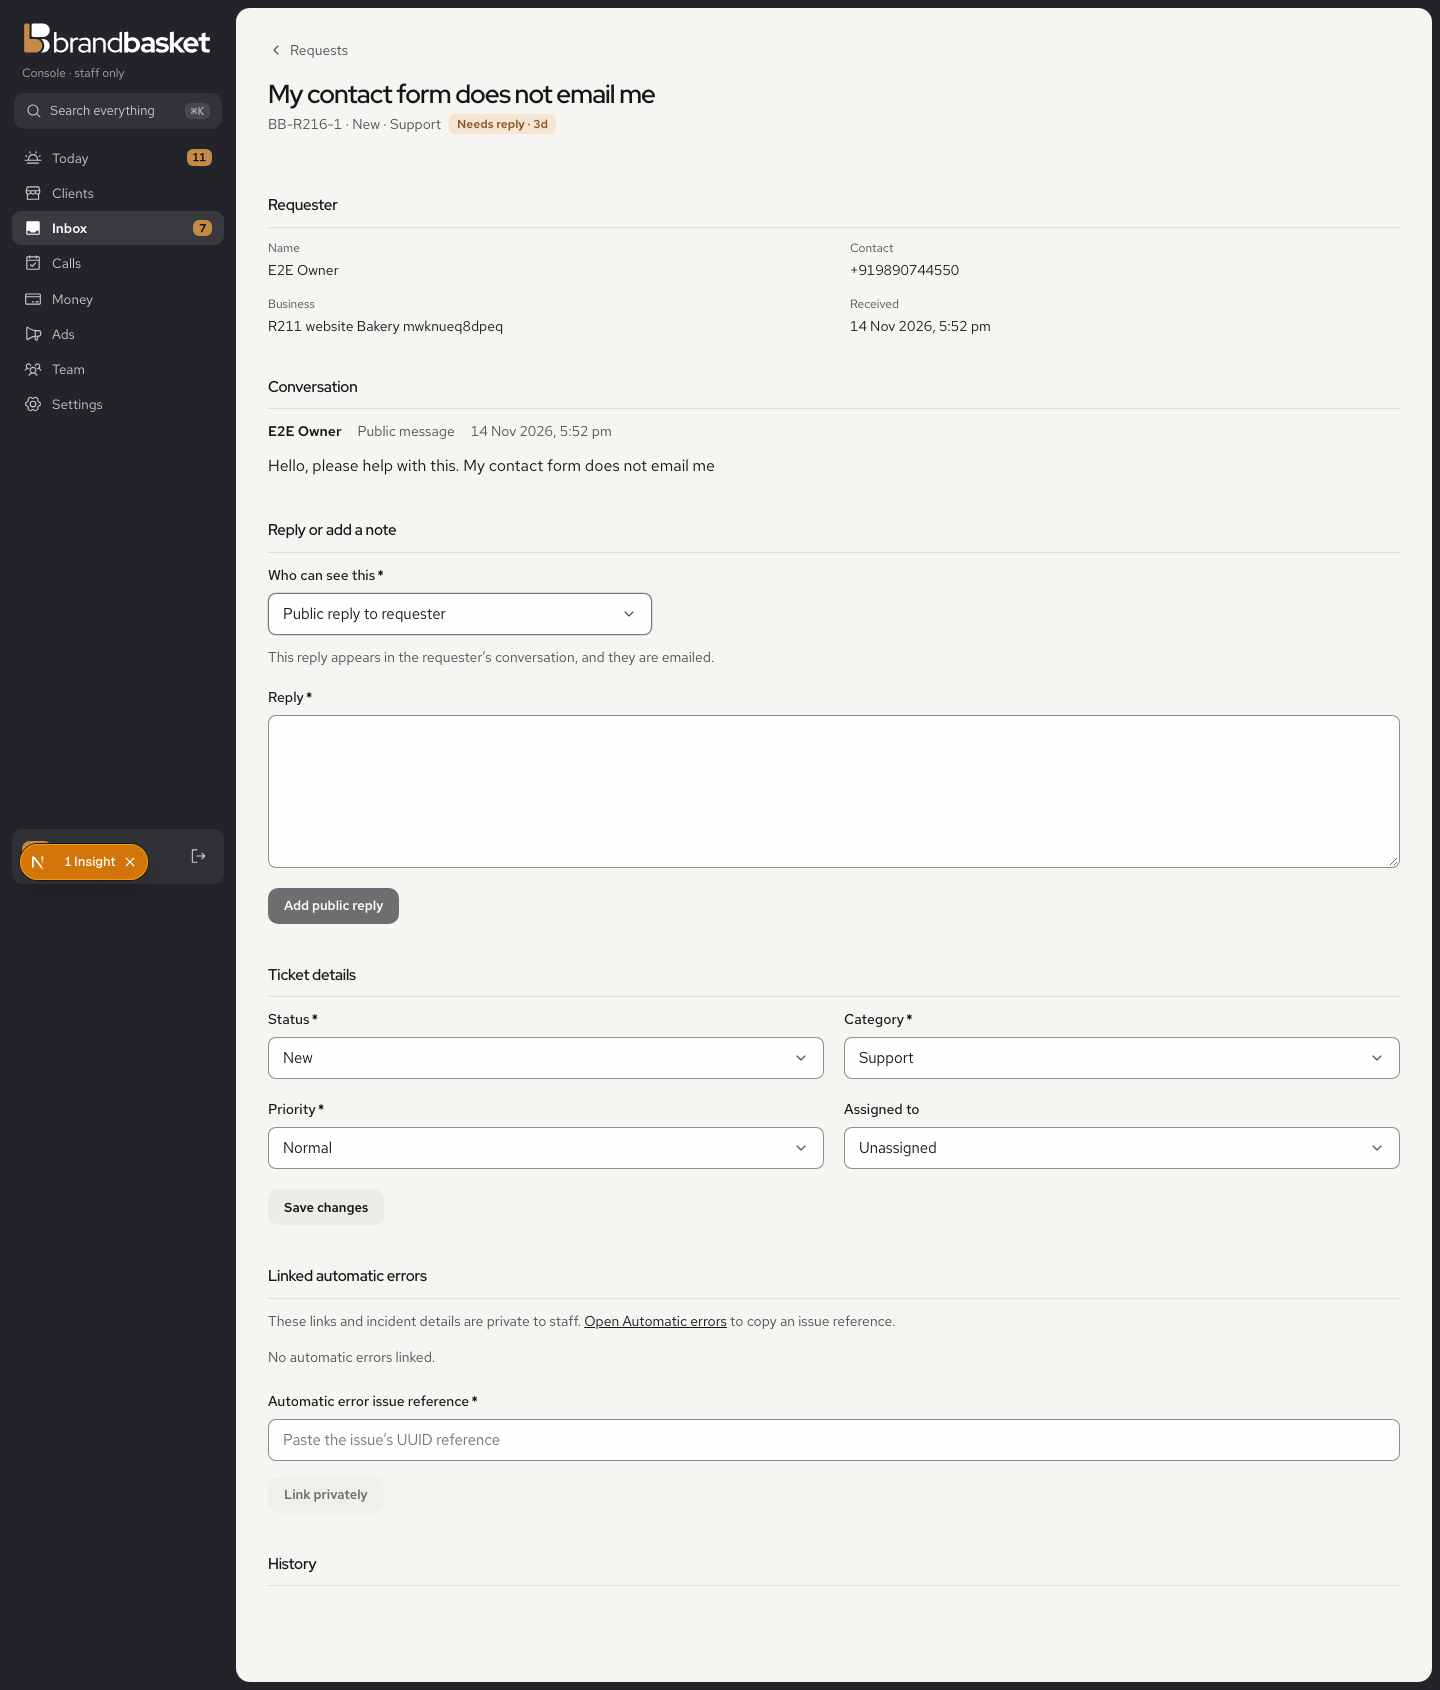 brandbasket
Console · staff only
Search everything ⌘K
Today 11
Clients
Inbox 7
Calls
Money
Ads
Team
Settings
1 Insight
Requests
My contact form does not email me
BB-R216-1 · New · Support Needs reply · 3d
Requester
Name
E2E Owner
Contact
+919890744550
Business
R211 website Bakery mwknueq8dpeq
Received
14 Nov 2026, 5:52 pm
Conversation
E2E Owner Public message 14 Nov 2026, 5:52 pm
Hello, please help with this. My contact form does not email me
Reply or add a note
Who can see this *
Public reply to requester
This reply appears in the requester’s conversation, and they are emailed.
Reply *
Add public reply
Ticket details
Status *
New
Category *
Support
Priority *
Normal
Assigned to
Unassigned
Save changes
Linked automatic errors
These links and incident details are private to staff. Open Automatic errors to copy an issue reference.
No automatic errors linked.
Automatic error issue reference *
Paste the issue’s UUID reference
Link privately
History